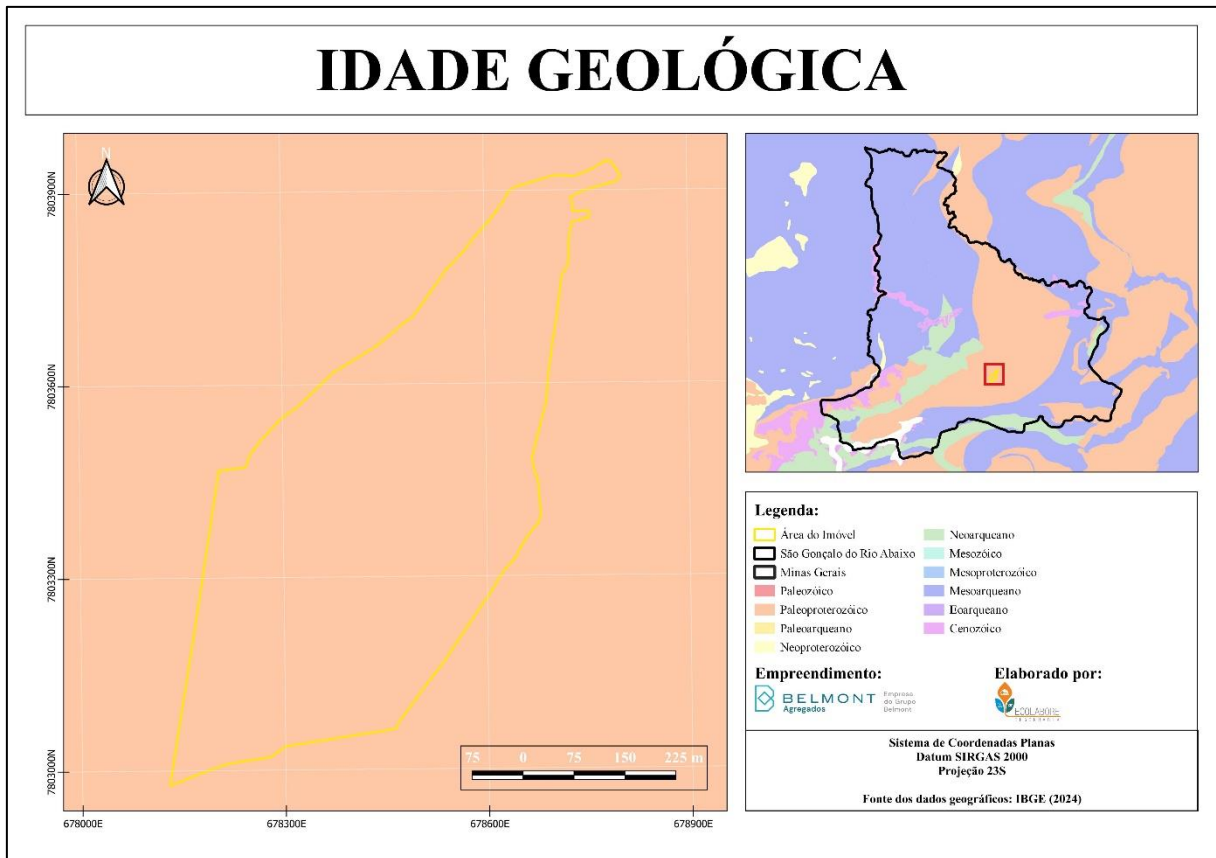 IDADE GEOLÓGICA
N
7803900N
7803600N
7803300N
7803000N
678000E
678300E
678600E
678900E
75 0 75 150 225 m
Legenda:
Área do Imóvel
São Gonçalo do Rio Abaixo
Minas Gerais
Paleozóico
Paleoproterozóico
Paleoarqueano
Neoproterozóico
Neoarqueano
Mesozóico
Mesoproterozóico
Mesoarqueano
Eoarqueano
Cenozóico
Empreendimento:
BELMONT
Agregados
Empresa
do Grupo
Belmont
Elaborado por:
ECOLABORE
Sistema de Coordenadas Planas
Datum SIRGAS 2000
Projeção 23S
Fonte dos dados geográficos: IBGE (2024)